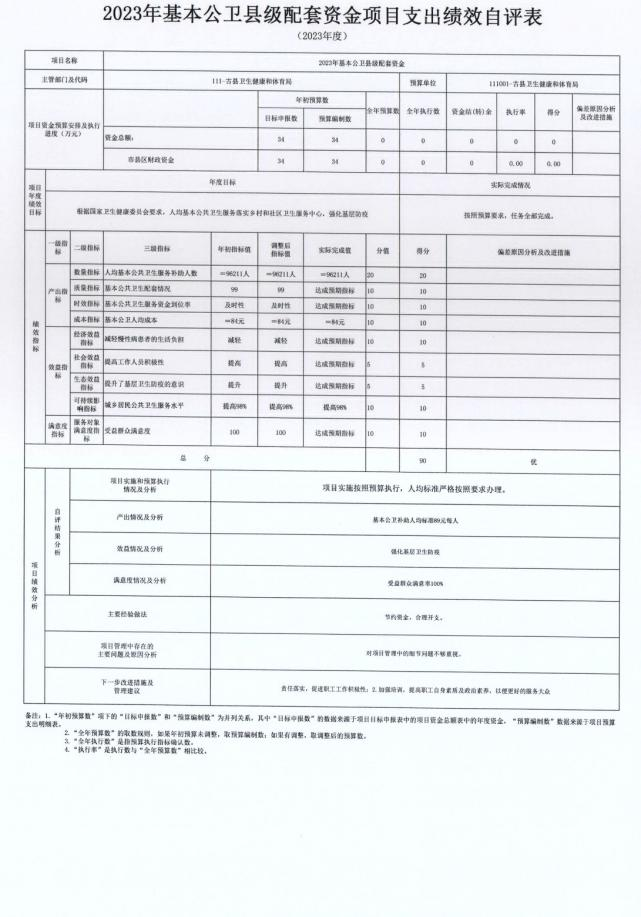 2023年基本公卫县级配套资金项目支出绩效自评表
（2023年度）
项目名称 2023年基本公卫县级配套资金
主管部门及代码 111-古县卫生健康和体育局 预算单位 111001-古县卫生健康和体育局
项目资金预算安排及执行进度（万元） 年初预算数 全年预算数 全年执行数 资金结(转)余 执行率 得分 偏差原因分析及改进措施
目标申报数 预算编制数
资金总额： 34 34 0 0 0 0 0
市县区财政资金 34 34 0 0 0 0.00 0.00
项目年度绩效目标 年度目标 实际完成情况
根据国家卫生健康委员会要求，人均基本公共卫生服务落实乡村和社区卫生服务中心，强化基层防疫 按照预算要求，任务全部完成。
绩效指标 一级指标 二级指标 三级指标 年初指标值 调整后指标值 实际完成值 分值 得分 偏差原因分析及改进措施
产出指标 数量指标 人均基本公共卫生服务补助人数 ＝96211人 ＝96211人 ＝96211人 20 20
质量指标 基本公共卫生配套情况 99 99 达成预期指标 10 10
时效指标 基本公共卫生服务资金到位率 及时性 及时性 达成预期指标 10 10
成本指标 基本公卫人均成本 ＝84元 ＝84元 ＝84元 10 10
效益指标 经济效益指标 减轻慢性病患者的生活负担 减轻 减轻 达成预期指标 10 10
社会效益指标 提高工作人员积极性 提高 提高 达成预期指标 5 5
生态效益指标 提升了基层卫生防疫的意识 提升 提升 达成预期指标 5 5
可持续影响指标 城乡居民公共卫生服务水平 提高98% 提高98% 提高98% 10 10
满意度指标 服务对象满意度指标 受益群众满意度 100 100 达成预期指标 10 10
总 分 90 优
项目绩效分析 自评结果分析 项目实施和预算执行情况及分析 项目实施按照预算执行，人均标准严格按照要求办理。
产出情况及分析 基本公卫补助人均标准89元每人
效益情况及分析 强化基层卫生防疫
满意度情况及分析 受益群众满意率100%
主要经验做法 节约资金，合理开支。
项目管理中存在的主要问题及原因分析 对项目管理中的细节问题不够重视。
下一步改进措施及管理建议 责任落实，促进职工工作积极性；2.加强培训，提高职工自身素质及政治素养，以便更好的服务大众
备注：1.“年初预算数”项下的“目标申报数”和“预算编制数”为并列关系，其中“目标申报数”的数据来源于项目目标申报表中的项目资金总额表中的年度资金，“预算编制数”数据来源于项目预算
支出明细表。
2.“全年预算数”的取数规则，如果年初预算未调整，取预算编制数；如果有调整，取调整后的预算数。
3.“全年执行数”是指预算执行指标确认数。
4.“执行率”是执行数与“全年预算数”相比较。